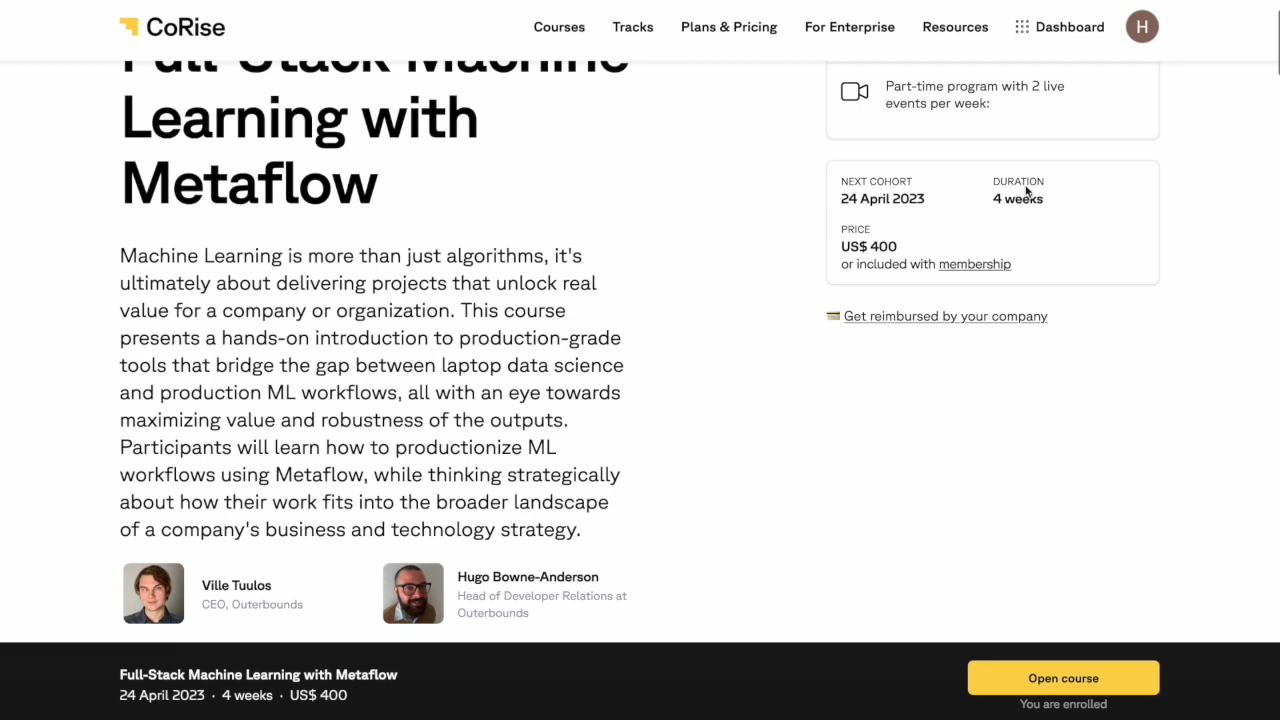 CoRise
Courses
Tracks
Plans & Pricing
For Enterprise
Resources
Dashboard
H
Full-Stack Machine
Learning with
Metaflow
Part-time program with 2 live
events per week:
NEXT COHORT
24 April 2023
DURATION
4 weeks
PRICE
US$ 400
or included with membership
Get reimbursed by your company
Machine Learning is more than just algorithms, it's
ultimately about delivering projects that unlock real
value for a company or organization. This course
presents a hands-on introduction to production-grade
tools that bridge the gap between laptop data science
and production ML workflows, all with an eye towards
maximizing value and robustness of the outputs.
Participants will learn how to productionize ML
workflows using Metaflow, while thinking strategically
about how their work fits into the broader landscape
of a company's business and technology strategy.
Ville Tuulos
CEO, Outerbounds
Hugo Bowne-Anderson
Head of Developer Relations at
Outerbounds
Full-Stack Machine Learning with Metaflow
24 April 2023 · 4 weeks · US$ 400
Open course
You are enrolled